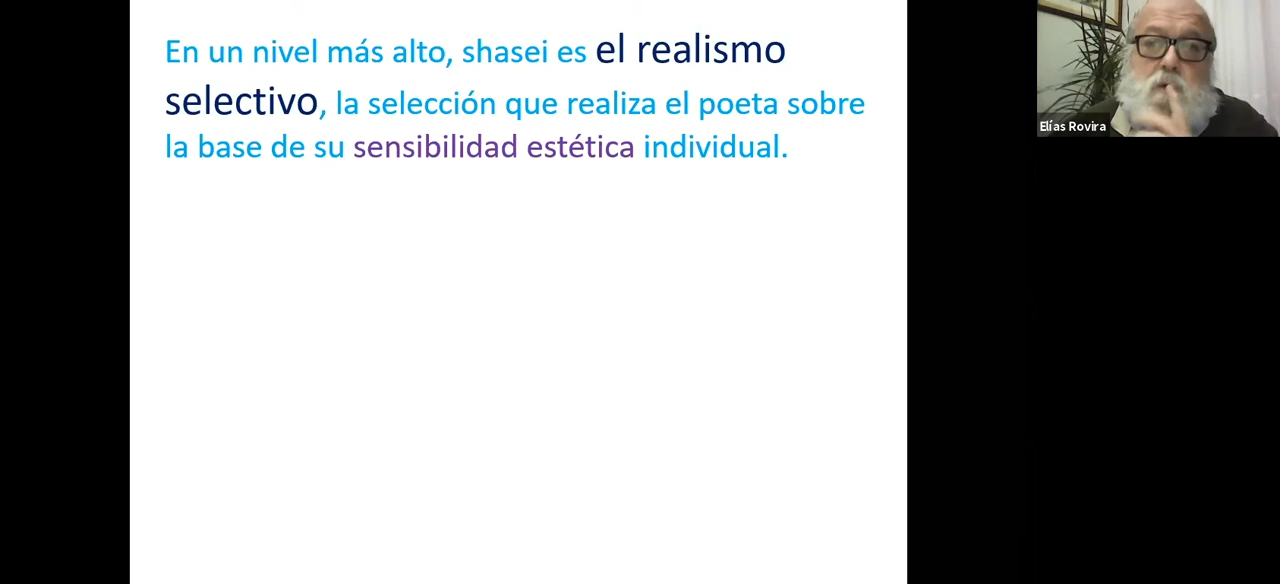 En un nivel más alto, shasei es el realismo
selectivo, la selección que realiza el poeta sobre
la base de su sensibilidad estética individual.
Elías Rovira